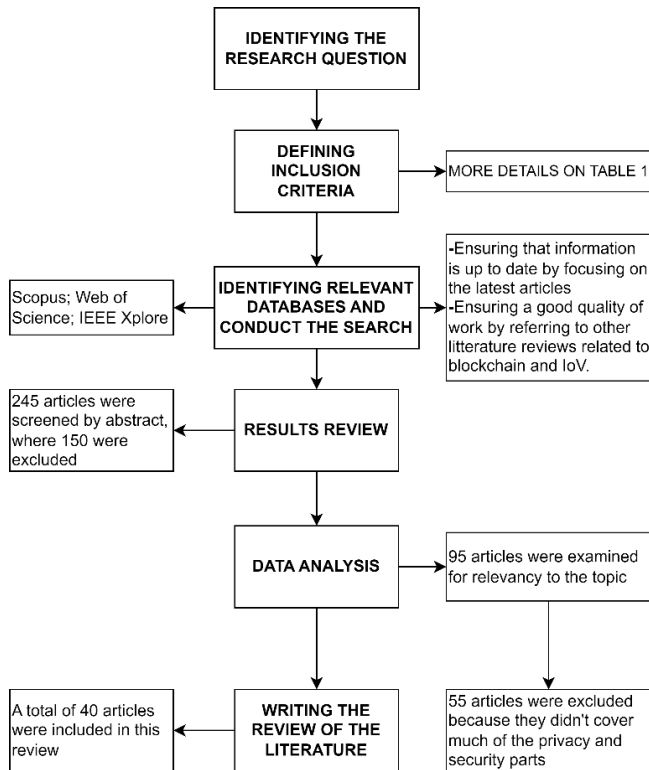 IDENTIFYING THE
RESEARCH QUESTION
DEFINING
INCLUSION
CRITERIA
MORE DETAILS ON TABLE 1
Scopus; Web of
Science; IEEE Xplore
IDENTIFYING RELEVANT
DATABASES AND
CONDUCT THE SEARCH
-Ensuring that information
is up to date by focusing on
the latest articles
-Ensuring a good quality of
work by referring to other
litterature reviews related to
blockchain and IoV.
245 articles were
screened by abstract,
where 150 were
excluded
RESULTS REVIEW
DATA ANALYSIS
95 articles were examined
for relevancy to the topic
A total of 40 articles
were included in this
review
WRITING THE
REVIEW OF THE
LITERATURE
55 articles were excluded
because they didn't cover
much of the privacy and
security parts